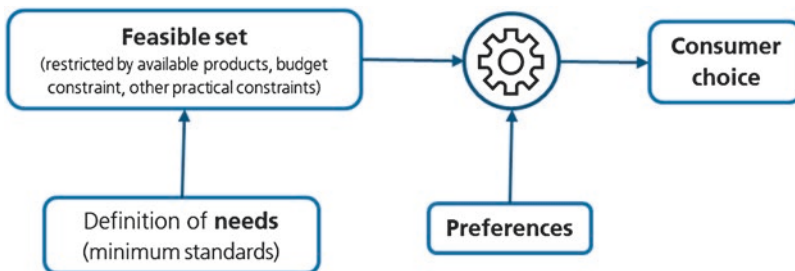 Feasible set
(restricted by available products, budget
constraint, other practical constraints)
Consumer
choice
Definition of needs
(minimum standards)
Preferences